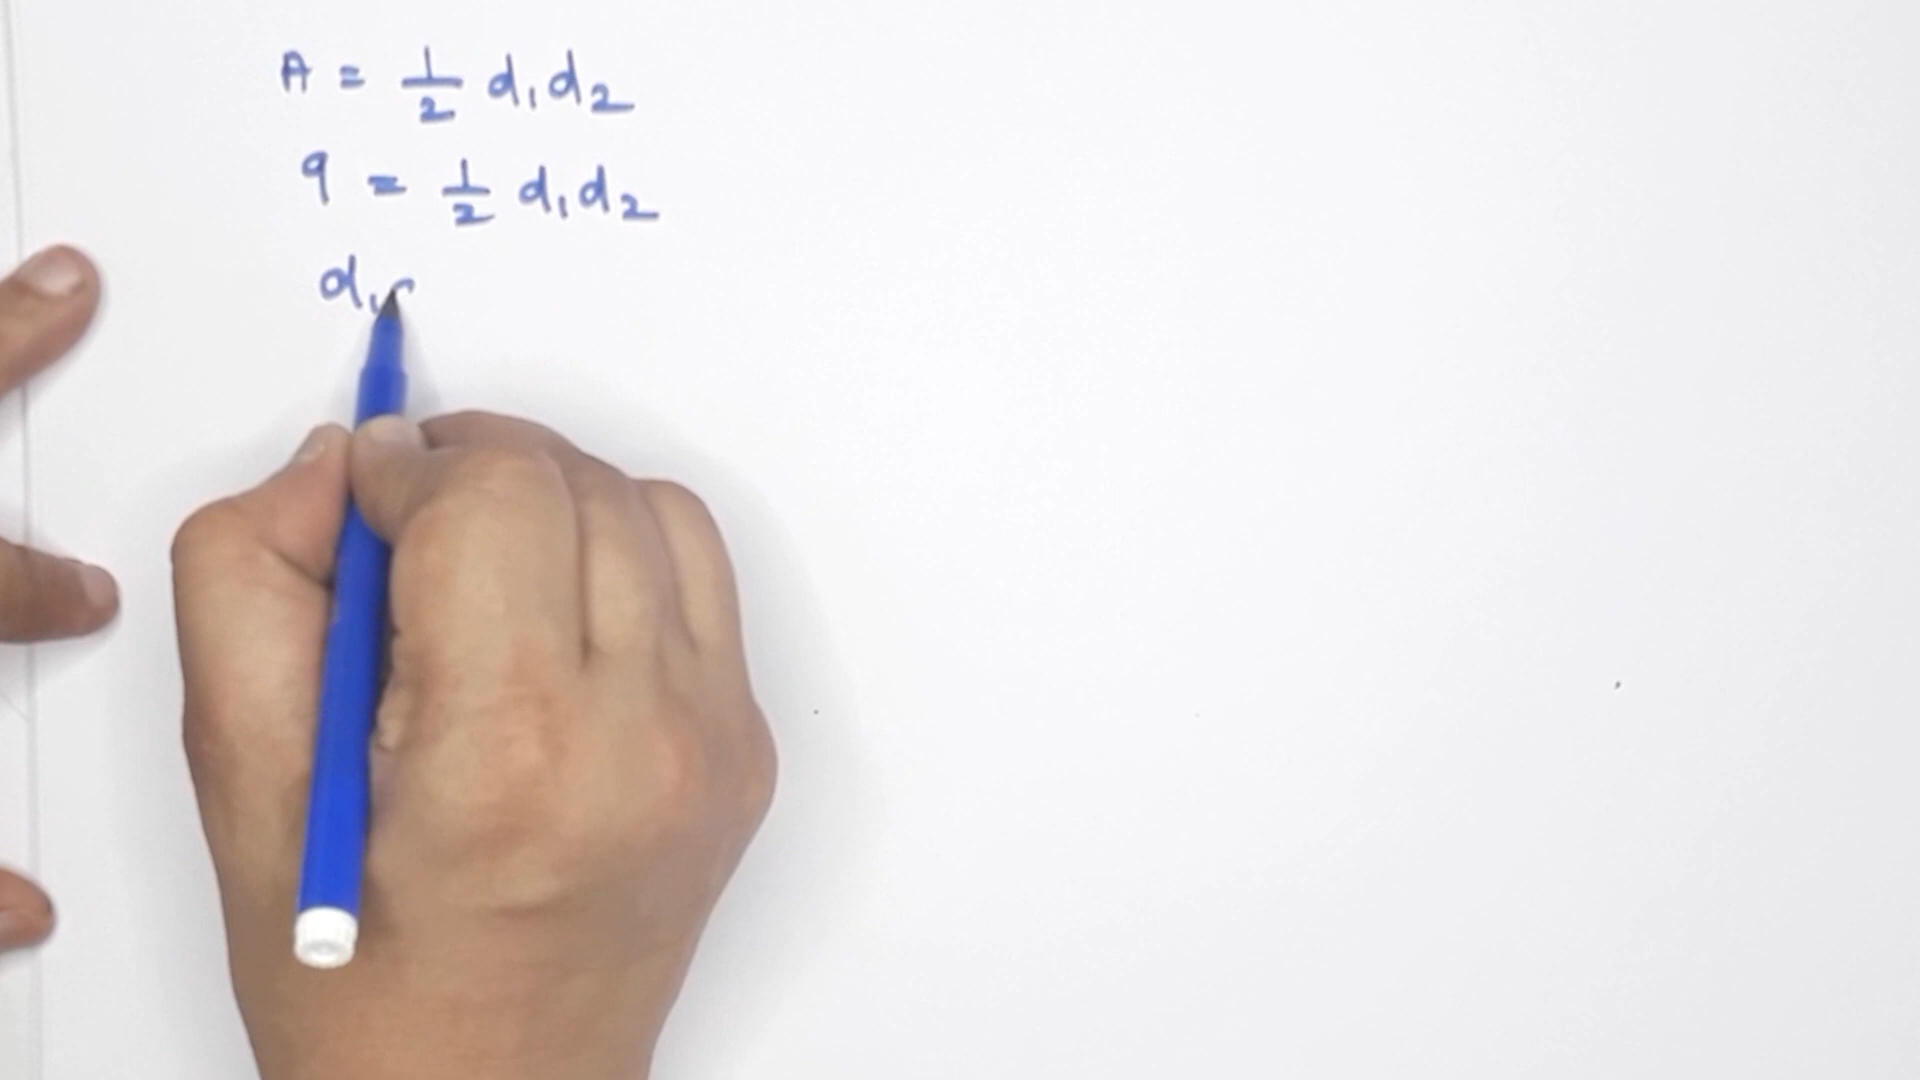 A = 1/2 d₁d₂
9 = 1/2 d₁d₂
d₁